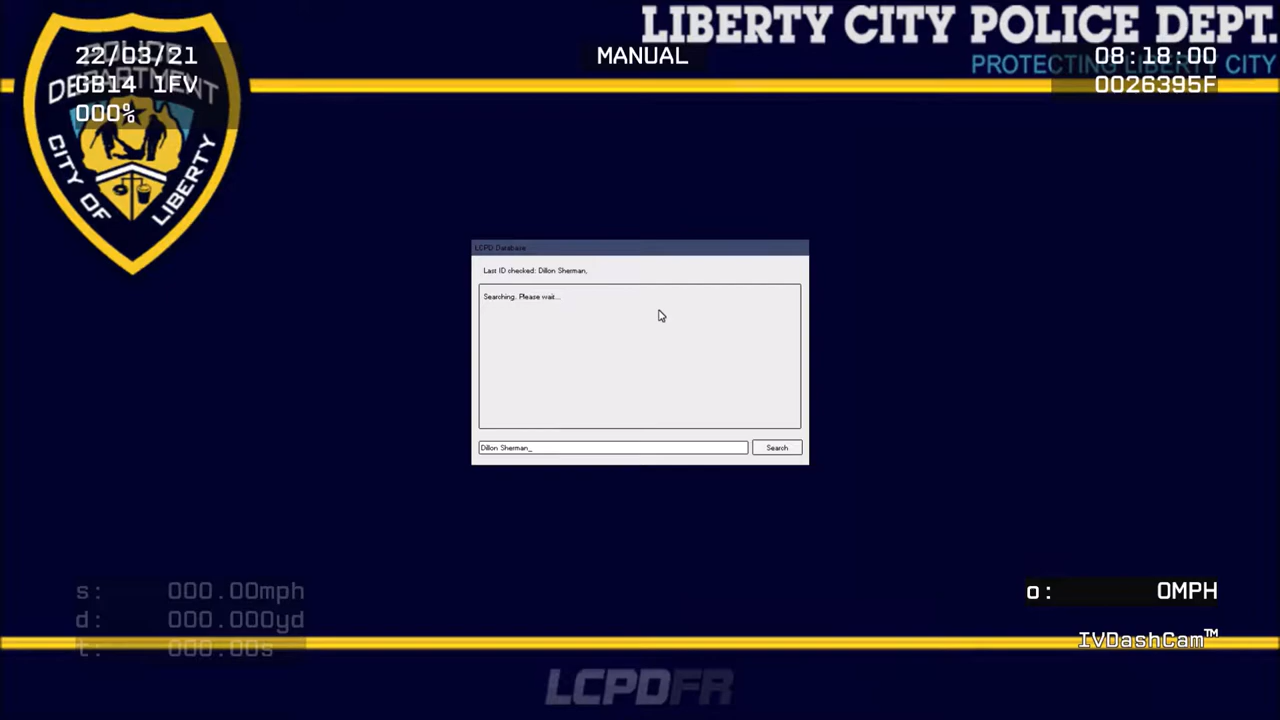 LIBERTY CITY POLICE DEPT.
PROTECTING LIBERTY CITY
POLICE
DEPARTMENT
CITY OF LIBERTY
22/03/21
GB14 1FV
000%
MANUAL
08:18:00
0026395F
LCPD Database
Last ID checked: Dillon Sherman,
Searching. Please wait...
Dillon Sherman_
Search
s: 000.00mph
d: 000.000yd
t: 000.00s
o: 0MPH
IVDashCam™
LCPDFR